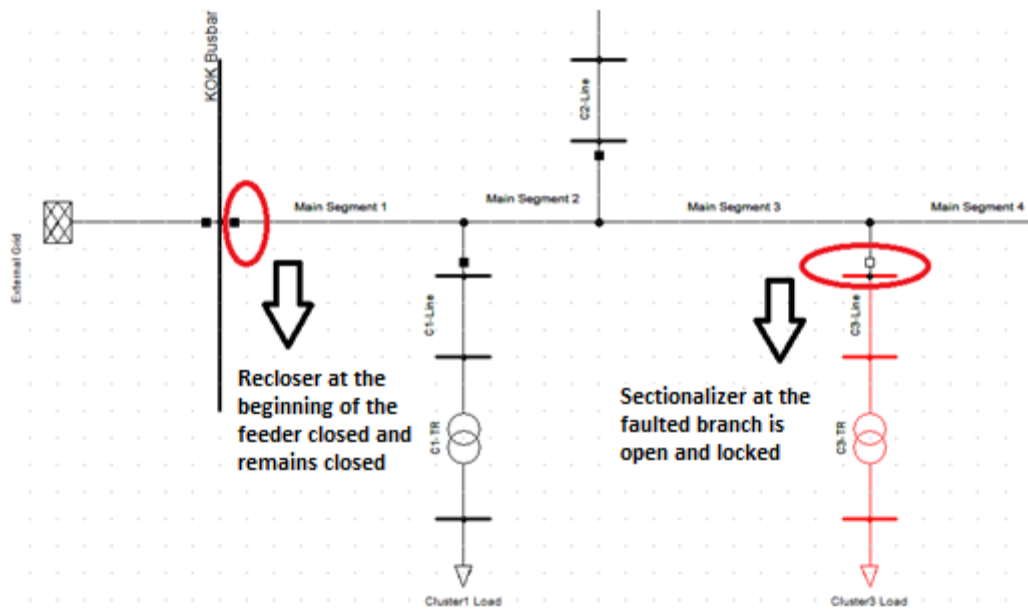 KOK Busbar
C2-Line
Main Segment 1
Main Segment 2
Main Segment 3
Main Segment 4
External Grid
C1-Line
C3-Line
Recloser at the
beginning of the
feeder closed and
remains closed
C1-TR
Sectionalizer at the
faulted branch is
open and locked
C3-TR
Cluster1 Load
Cluster3 Load